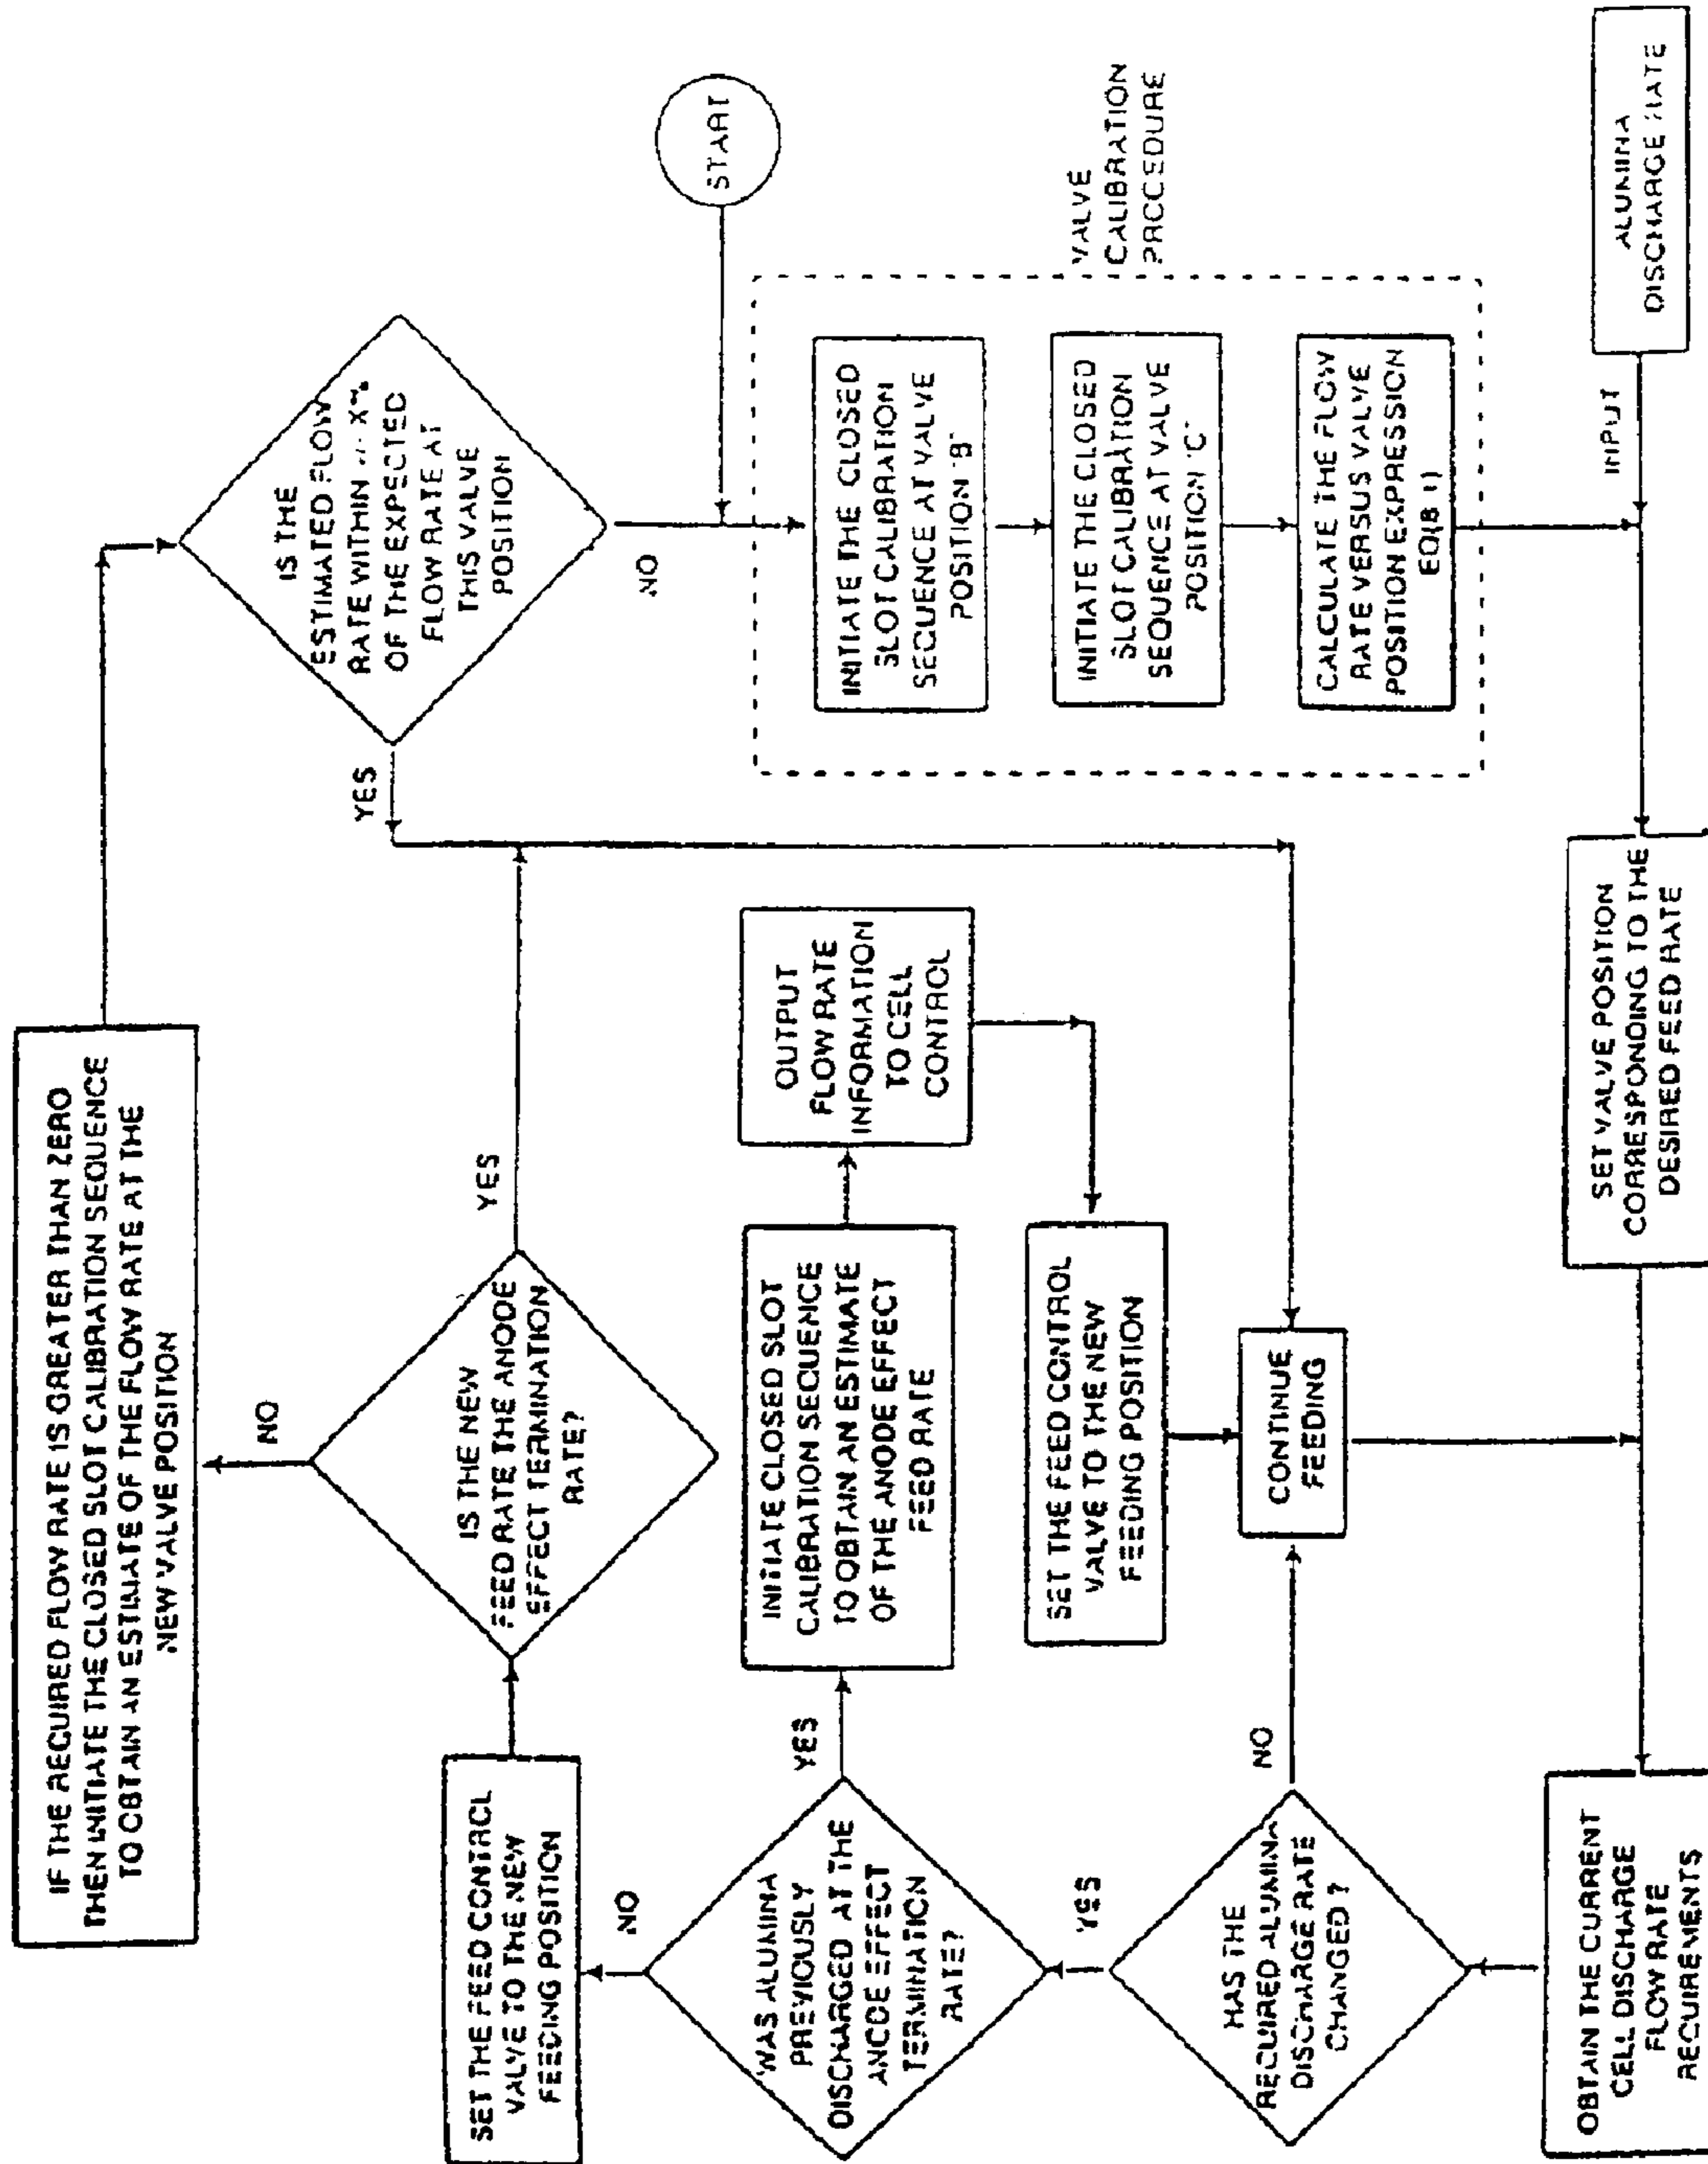 IF THE REQUIRED FLOW RATE IS GREATER THAN ZERO
THEN INITIATE THE CLOSED SLOT CALIBRATION SEQUENCE
TO OBTAIN AN ESTIMATE OF THE FLOW RATE AT THE
NEW VALVE POSITION
IS THE
ESTIMATED FLOW
RATE WITHIN X%
OF THE EXPECTED
FLOW RATE AT
THIS VALVE
POSITION
YES
NO
START
SET THE FEED CONTROL
VALVE TO THE NEW
FEEDING POSITION
IS THE NEW
FEED RATE THE ANODE
EFFECT TERMINATION
RATE?
NO
YES
WAS ALUMINA
PREVIOUSLY
DISCHARGED AT THE
ANODE EFFECT
TERMINATION
RATE?
NO
YES
INITIATE CLOSED SLOT
CALIBRATION SEQUENCE
TO OBTAIN AN ESTIMATE
OF THE ANODE EFFECT
FEED RATE
OUTPUT
FLOW RATE
INFORMATION
TO CELL
CONTROL
SET THE FEED CONTROL
VALVE TO THE NEW
FEEDING POSITION
VALVE
CALIBRATION
PROCEDURE
INITIATE THE CLOSED
SLOT CALIBRATION
SEQUENCE AT VALVE
POSITION "B"
INITIATE THE CLOSED
SLOT CALIBRATION
SEQUENCE AT VALVE
POSITION "C"
CALCULATE THE FLOW
RATE VERSUS VALVE
POSITION EXPRESSION
HAS THE
REQUIRED ALUMINA
DISCHARGE RATE
CHANGED?
YES
NO
CONTINUE
FEEDING
OBTAIN THE CURRENT
CELL DISCHARGE
FLOW RATE
REQUIREMENTS
SET VALVE POSITION
CORRESPONDING TO THE
DESIRED FEED RATE
INPUT
ALUMINA
DISCHARGE RATE